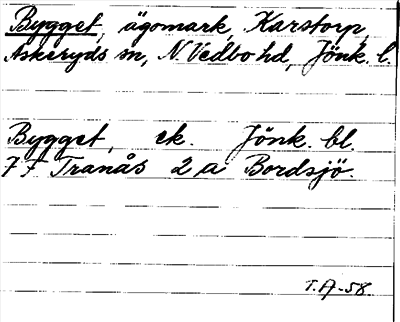 Bygget, ägomark, Karstorp,
Askeryds sn, N. Vedbo hd, Jönk. l.
Bygget, ek. Jönk. bl.
7 F Tranås 2 a Bordsjö.
T.A-58.